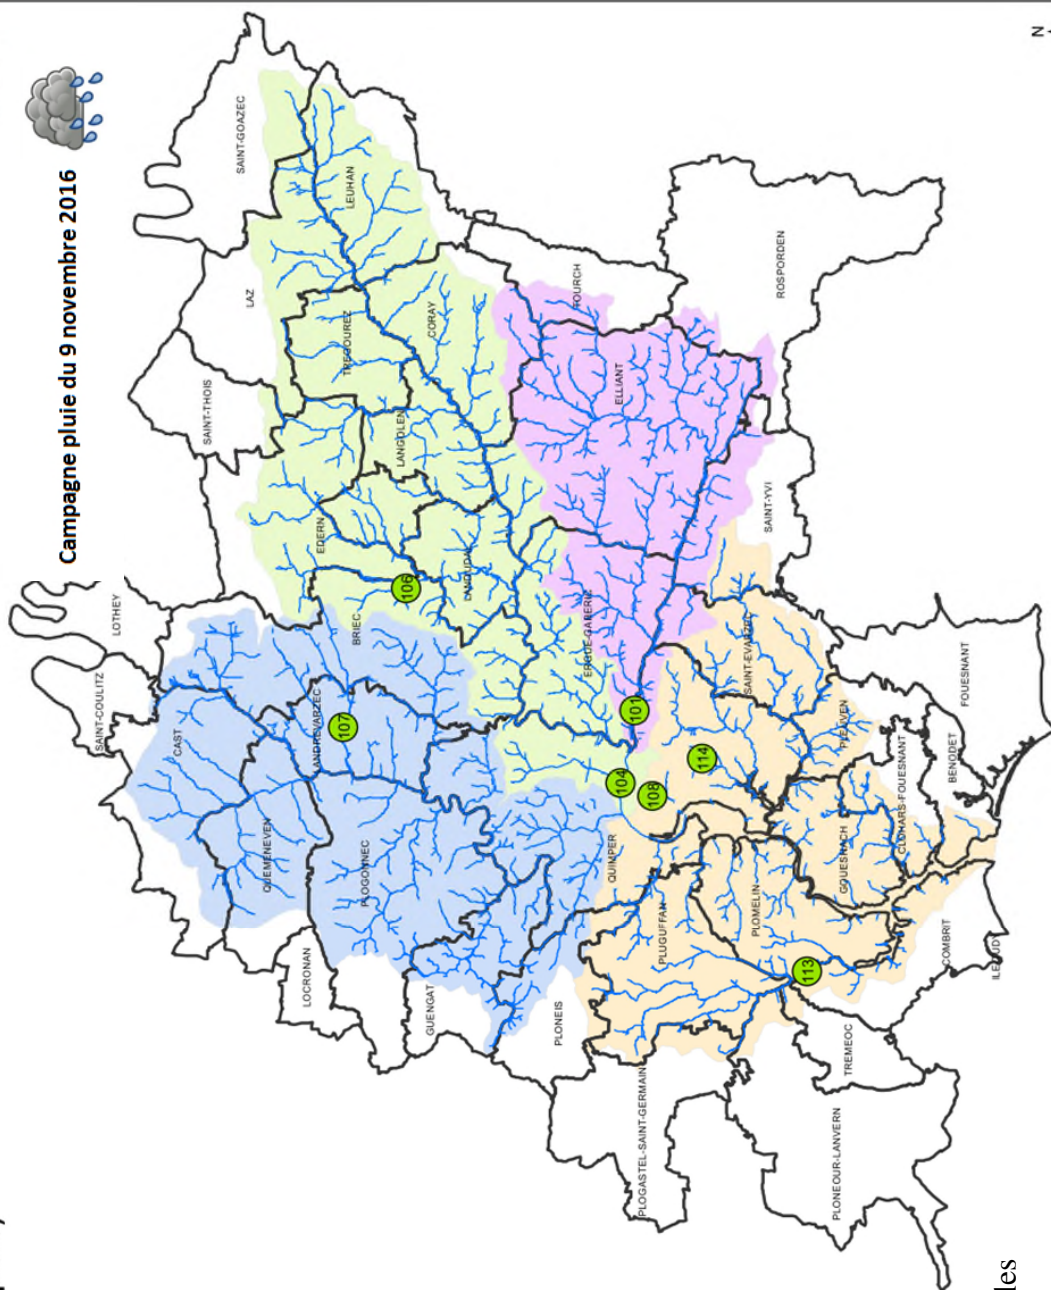 Campagne pluie du 9 novembre 2016
N
SAINT-GOAZEC
LEUHAN
LAZ
TREGOUREZ
CORAY
TOURCH
ROSPORDEN
SAINT-THOIS
LANGOLEN
ELLIANT
EDERN
LANDUDAL
SAINT-YVI
106
LOTHEY
BRIEC
ERGUE-GABERIC
SAINT-EVARZEC
FOUESNANT
SAINT-COULITZ
CAST
LANDREVARZEC
107
101
114
PLEUVEN
BENODET
104
108
CLOHARS-FOUESNANT
QUEMENEVEN
PLOGONNEC
QUIMPER
GOUESNACH
PLUGUFFAN
PLOMELIN
COMBRIT
113
LOCRONAN
GUENGAT
PLONEIS
TREMEOC
PLOGASTEL-SAINT-GERMAIN
PLONEOUR-LANVERN
les